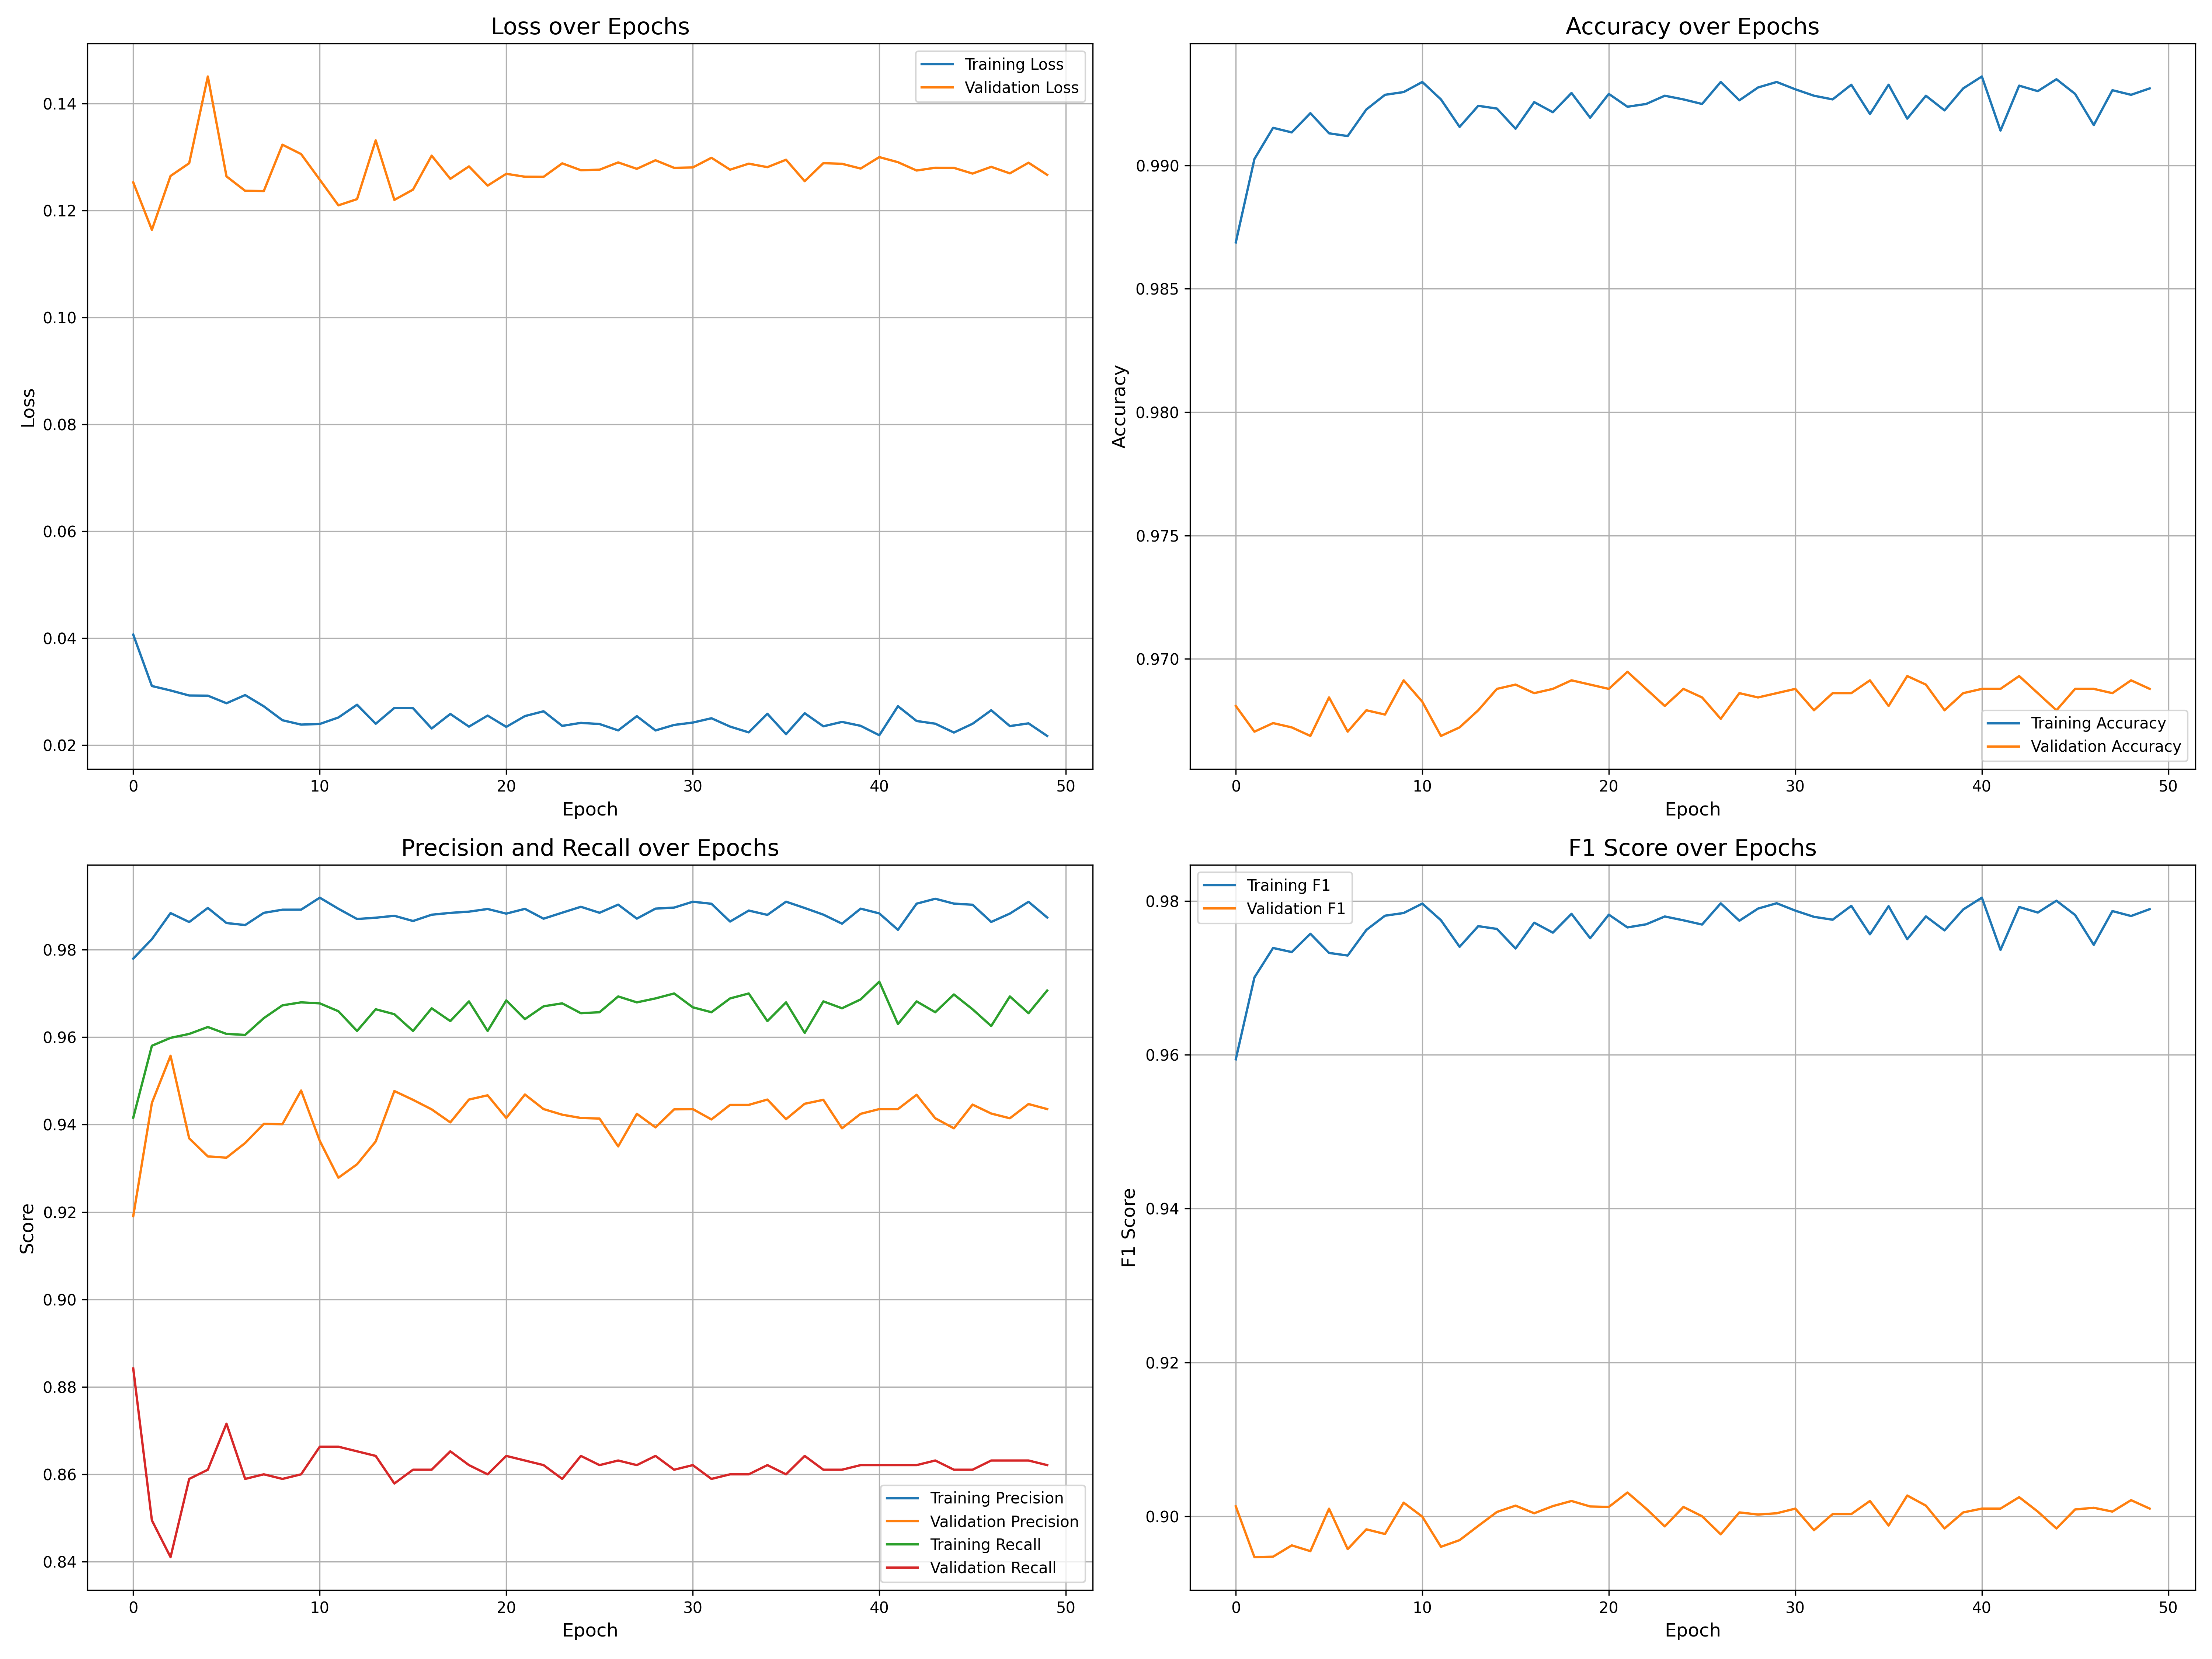 Loss over Epochs
Training Loss
Validation Loss
0.14
0.12
0.10
0.08
0.06
0.04
0.02
Loss
0 10 20 30 40 50
Epoch
Accuracy over Epochs
0.990
0.985
0.980
0.975
0.970
Accuracy
Training Accuracy
Validation Accuracy
0 10 20 30 40 50
Epoch
Precision and Recall over Epochs
0.98
0.96
0.94
0.92
0.90
0.88
0.86
0.84
Score
Training Precision
Validation Precision
Training Recall
Validation Recall
0 10 20 30 40 50
Epoch
F1 Score over Epochs
Training F1
Validation F1
0.98
0.96
0.94
0.92
0.90
F1 Score
0 10 20 30 40 50
Epoch